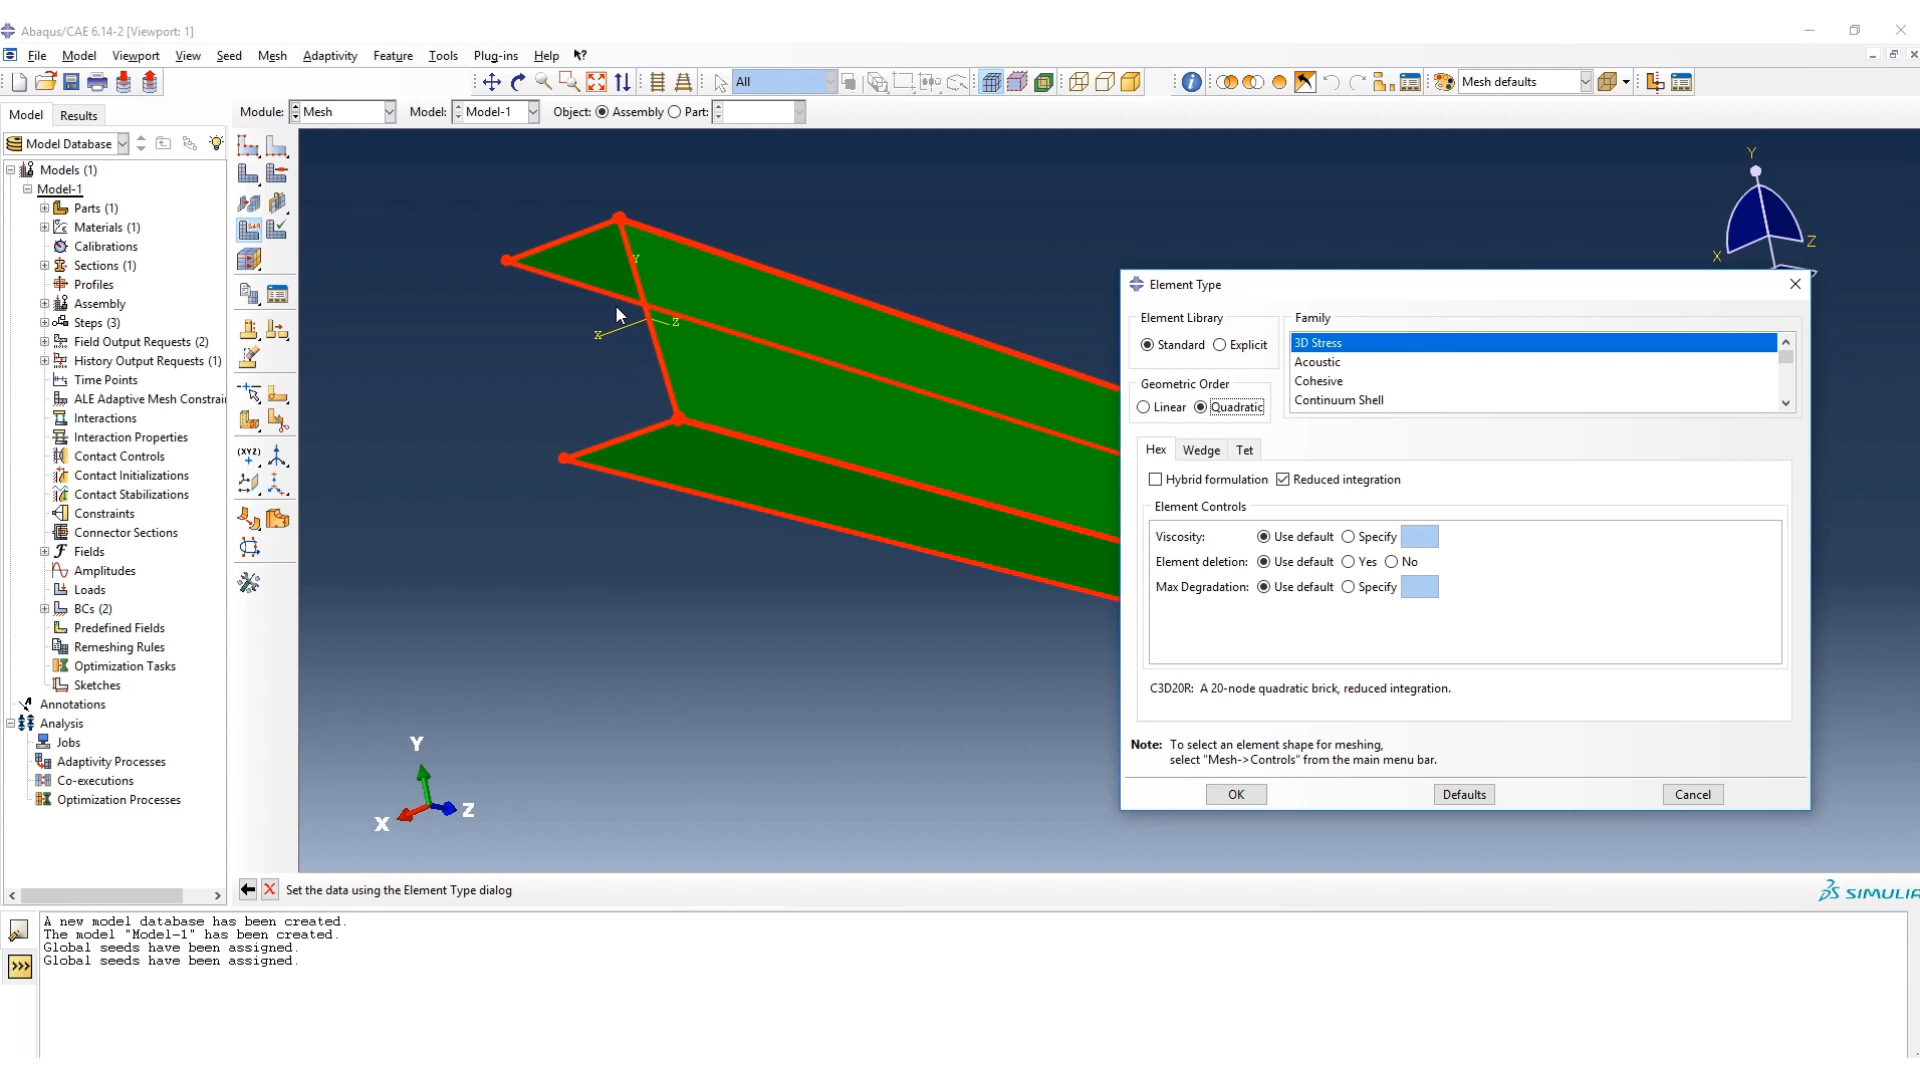 Abaqus/CAE 6.14-2 [Viewport: 1]
File Model Viewport View Seed Mesh Adaptivity Feature Tools Plug-ins Help
All
Mesh defaults
Model Results
Module: Mesh Model: Model-1 Object: Assembly Part:
Model Database
Models (1)
Model-1
Parts (1)
Materials (1)
Calibrations
Sections (1)
Profiles
Assembly
Steps (3)
Field Output Requests (2)
History Output Requests (1)
Time Points
ALE Adaptive Mesh Constrai
Interactions
Interaction Properties
Contact Controls
Contact Initializations
Contact Stabilizations
Constraints
Connector Sections
Fields
Amplitudes
Loads
BCs (2)
Predefined Fields
Remeshing Rules
Optimization Tasks
Sketches
Annotations
Analysis
Jobs
Adaptivity Processes
Co-executions
Optimization Processes
(XYZ)
Y
X
Z
Y
Z
X
Y
X
Z
Element Type
Element Library
Standard Explicit
Geometric Order
Linear Quadratic
Family
3D Stress
Acoustic
Cohesive
Continuum Shell
Hex Wedge Tet
Hybrid formulation Reduced integration
Element Controls
Viscosity: Use default Specify
Element deletion: Use default Yes No
Max Degradation: Use default Specify
C3D20R: A 20-node quadratic brick, reduced integration.
Note: To select an element shape for meshing,
select "Mesh->Controls" from the main menu bar.
OK Defaults Cancel
Set the data using the Element Type dialog
SIMULIA
A new model database has been created.
The model "Model-1" has been created.
Global seeds have been assigned.
Global seeds have been assigned.
>>>